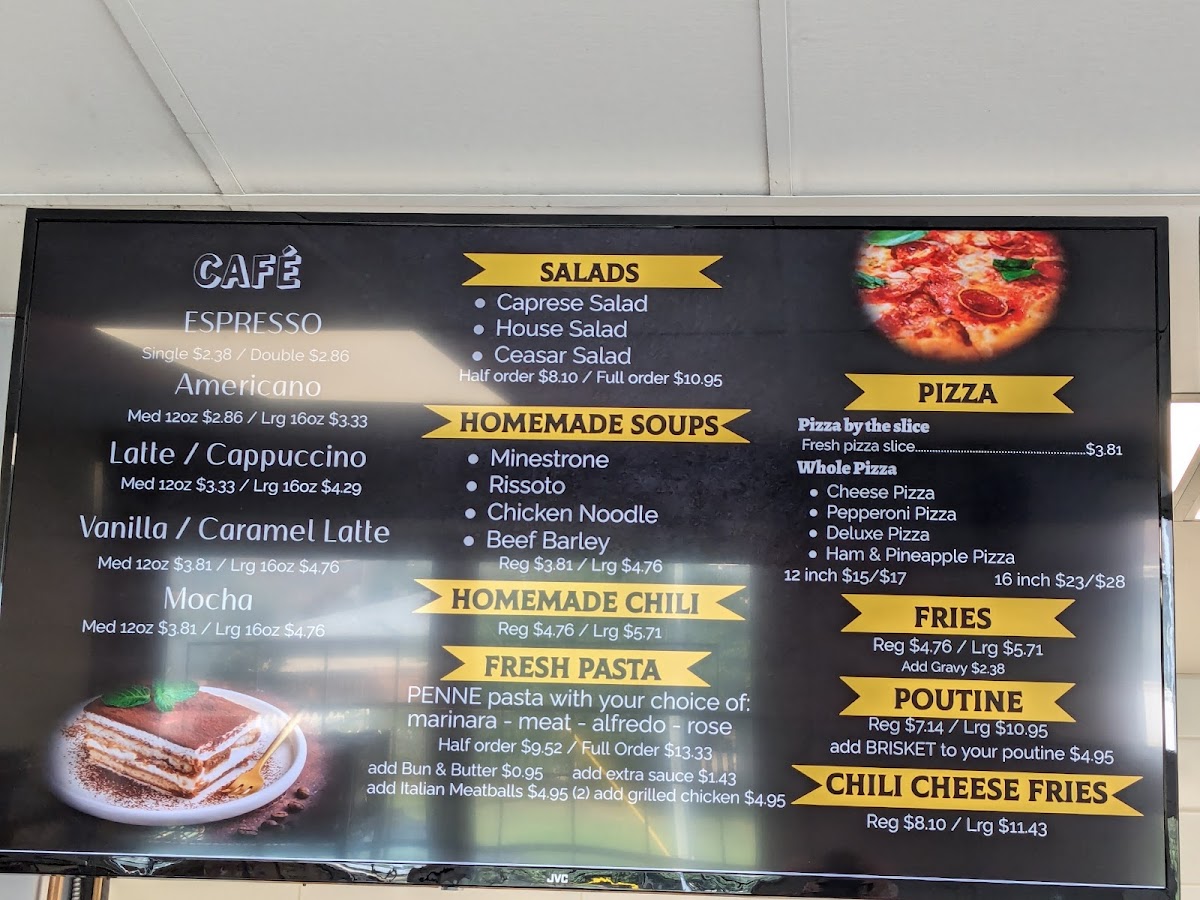 CAFÉ
ESPRESSO
Single $2.38 / Double $2.86
Americano
Med 12oz $2.86 / Lrg 16oz $3.33
Latte / Cappuccino
Med 12oz $3.33 / Lrg 16oz $4.29
Vanilla / Caramel Latte
Med 12oz $3.81 / Lrg 16oz $4.76
Mocha
Med 12oz $3.81 / Lrg 16oz $4.76
SALADS
• Caprese Salad
• House Salad
• Ceasar Salad
Half order $8.10 / Full order $10.95
HOMEMADE SOUPS
• Minestrone
• Rissoto
• Chicken Noodle
• Beef Barley
Reg $3.81 / Lrg $4.76
HOMEMADE CHILI
Reg $4.76 / Lrg $5.71
FRESH PASTA
PENNE pasta with your choice of:
marinara - meat - alfredo - rose
Half order $9.52 / Full Order $13.33
add Bun & Butter $0.95 add extra sauce $1.43
add Italian Meatballs $4.95 (2) add grilled chicken $4.95
PIZZA
Pizza by the slice
Fresh pizza slice..........................................................$3.81
Whole Pizza
• Cheese Pizza
• Pepperoni Pizza
• Deluxe Pizza
• Ham & Pineapple Pizza
12 inch $15/$17 16 inch $23/$28
FRIES
Reg $4.76 / Lrg $5.71
Add Gravy $2.38
POUTINE
Reg $7.14 / Lrg $10.95
add BRISKET to your poutine $4.95
CHILI CHEESE FRIES
Reg $8.10 / Lrg $11.43
JVC